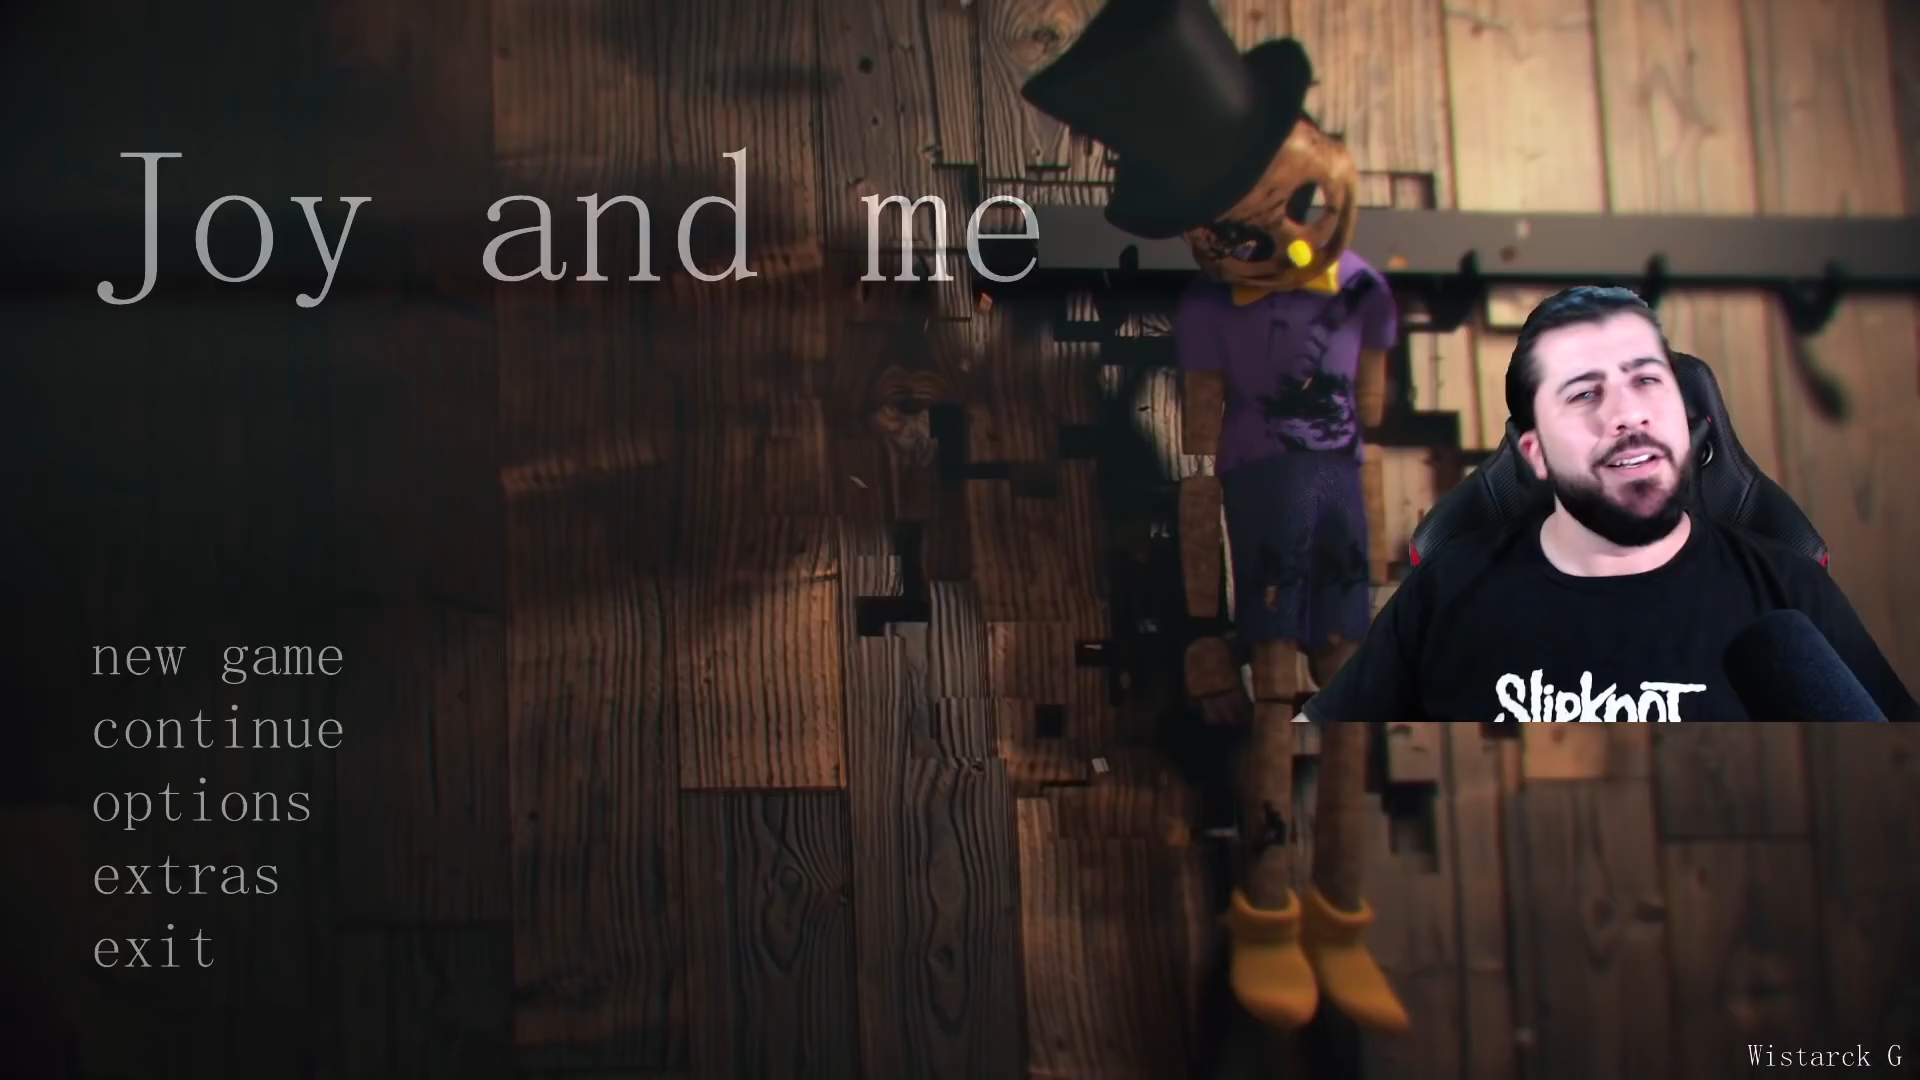 Joy and me
new game
continue
options
extras
exit
Slipknot
Wistarck G